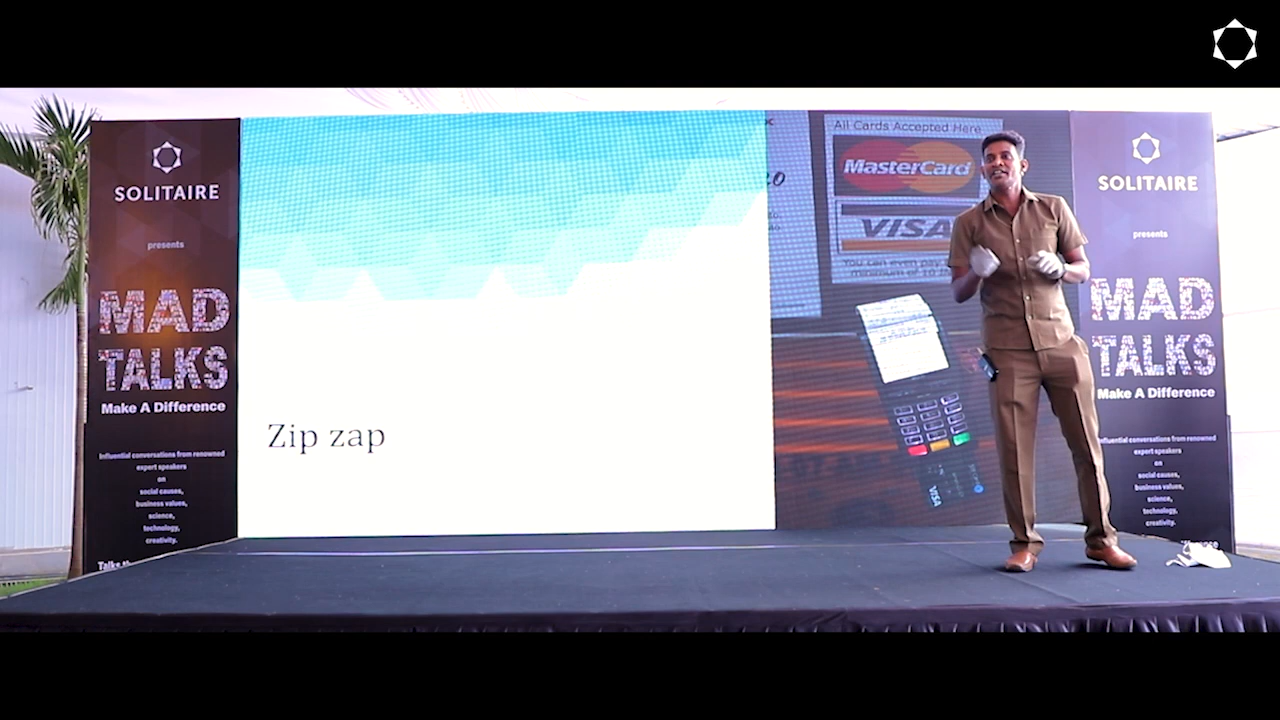 SOLITAIRE
presents
MAD
TALKS
Make A Difference
Influential conversations from renowned
expert speakers
on
social causes,
business values,
science,
technology,
creativity.
Zip zap
All Cards Accepted Here
MasterCard
VISA
VISA
SOLITAIRE
presents
MAD
TALKS
Make A Difference
Influential conversations from renowned
expert speakers
on
social causes,
business values,
science,
technology,
creativity.